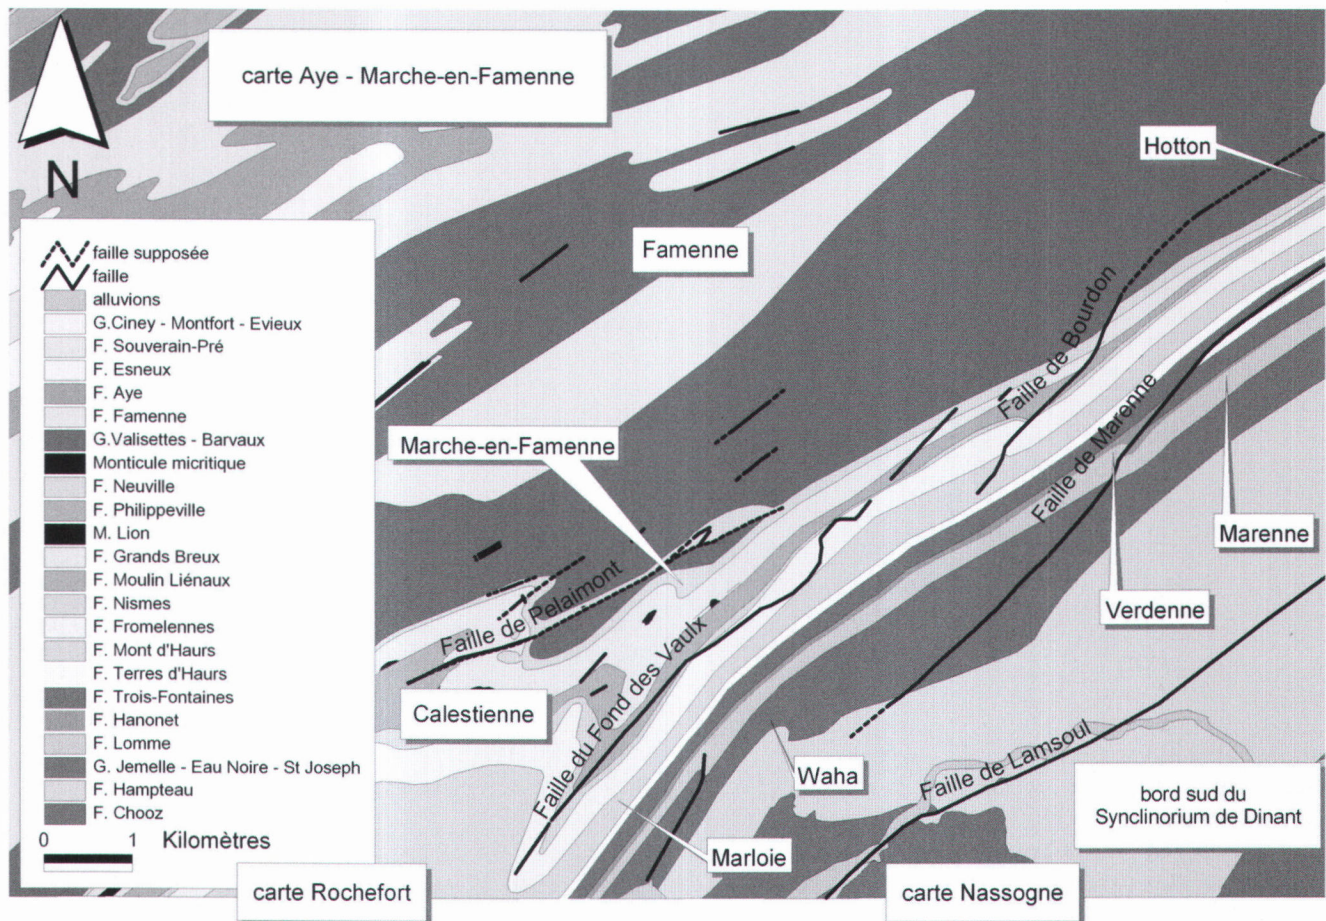 carte Aye - Marche-en-Famenne
N
Hotton
Famenne
faille supposée
faille
alluvions
G.Ciney - Montfort - Evieux
F. Souverain-Pré
F. Esneux
F. Aye
F. Famenne
G.Valisettes - Barvaux
Monticule micritique
F. Neuville
F. Philippeville
M. Lion
F. Grands Breux
F. Moulin Liénaux
F. Nismes
F. Fromelennes
F. Mont d'Haurs
F. Terres d'Haurs
F. Trois-Fontaines
F. Hanonet
F. Lomme
G. Jemelle - Eau Noire - St Joseph
F. Hampteau
F. Chooz
0 1 Kilomètres
Faille de Bourdon
Marche-en-Famenne
Faille de Marenne
Marenne
Verdenne
Faille de Pelaimont
Calestienne
Faille du Fond des Vaulx
Waha
Faille de Lamsoul
bord sud du
Synclinorium de Dinant
Marloie
carte Rochefort
carte Nassogne